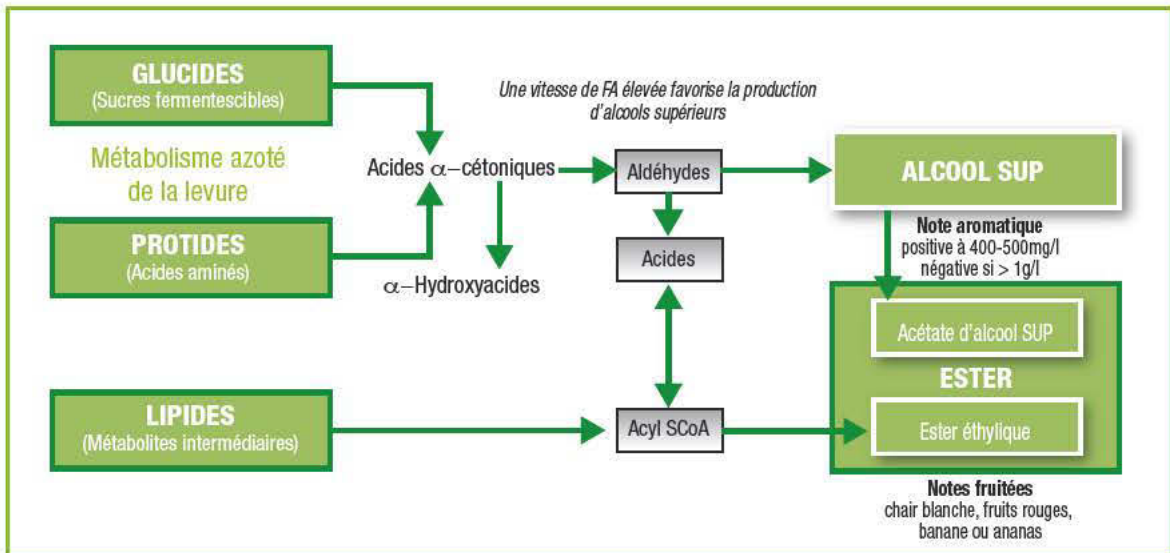 GLUCIDES
(Sucres fermentescibles)
Métabolisme azoté
de la levure
PROTIDES
(Acides aminés)
LIPIDES
(Métabolites intermédiaires)
Acides α–cétoniques
α–Hydroxyacides
Une vitesse de FA élevée favorise la production
d’alcools supérieurs
Aldéhydes
Acides
Acyl SCoA
ALCOOL SUP
Note aromatique
positive à 400-500mg/l
négative si > 1g/l
Acétate d’alcool SUP
ESTER
Ester éthylique
Notes fruitées
chair blanche, fruits rouges,
banane ou ananas